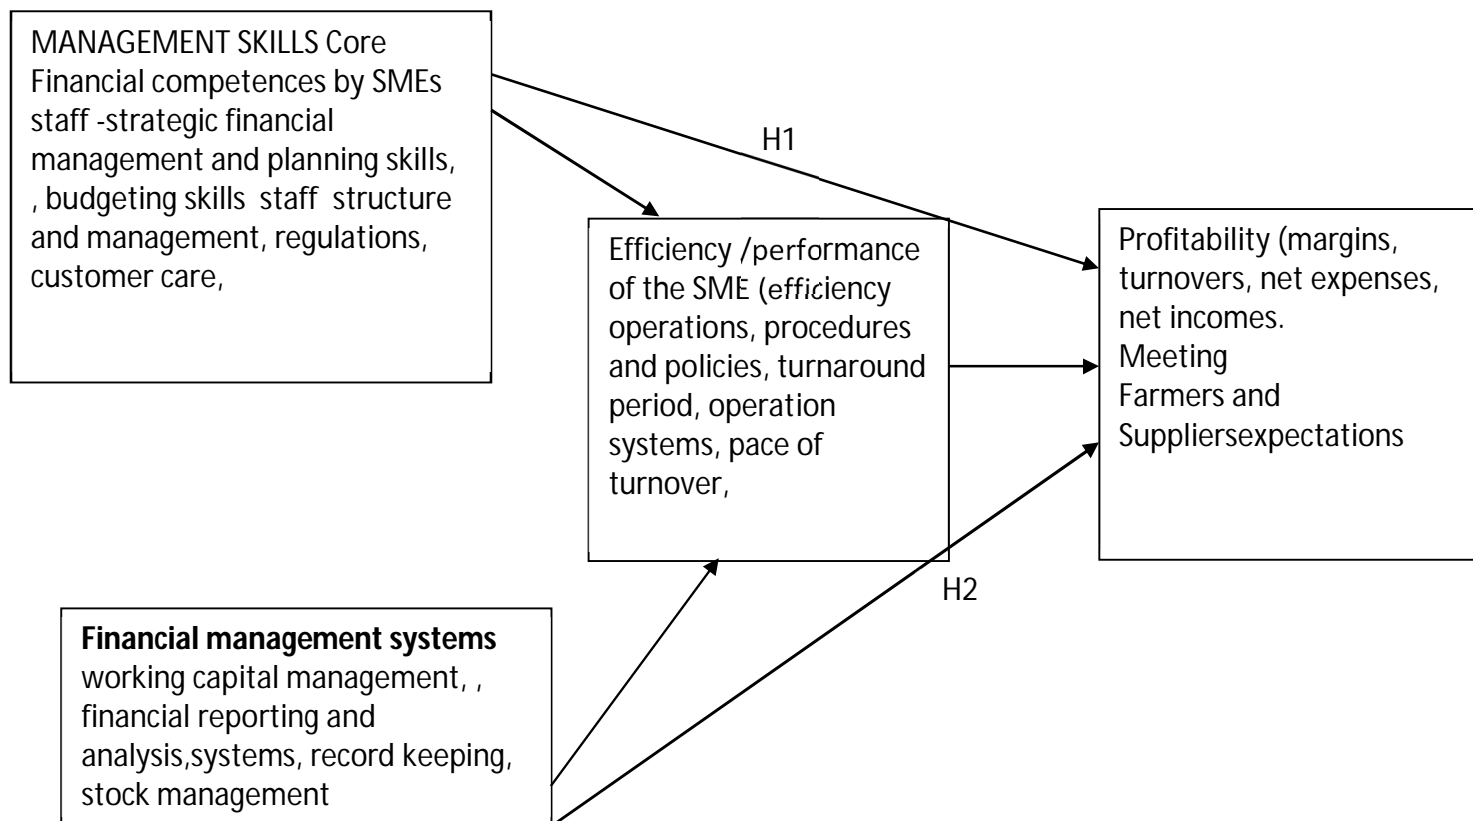 MANAGEMENT SKILLS Core
Financial competences by SMEs
staff -strategic financial
management and planning skills,
, budgeting skills staff structure
and management, regulations,
customer care,
H1
Efficiency /performance
of the SME (efficiency
operations, procedures
and policies, turnaround
period, operation
systems, pace of
turnover,
Profitability (margins,
turnovers, net expenses,
net incomes.
Meeting
Farmers and
Suppliersexpectations
H2
Financial management systems
working capital management, ,
financial reporting and
analysis,systems, record keeping,
stock management